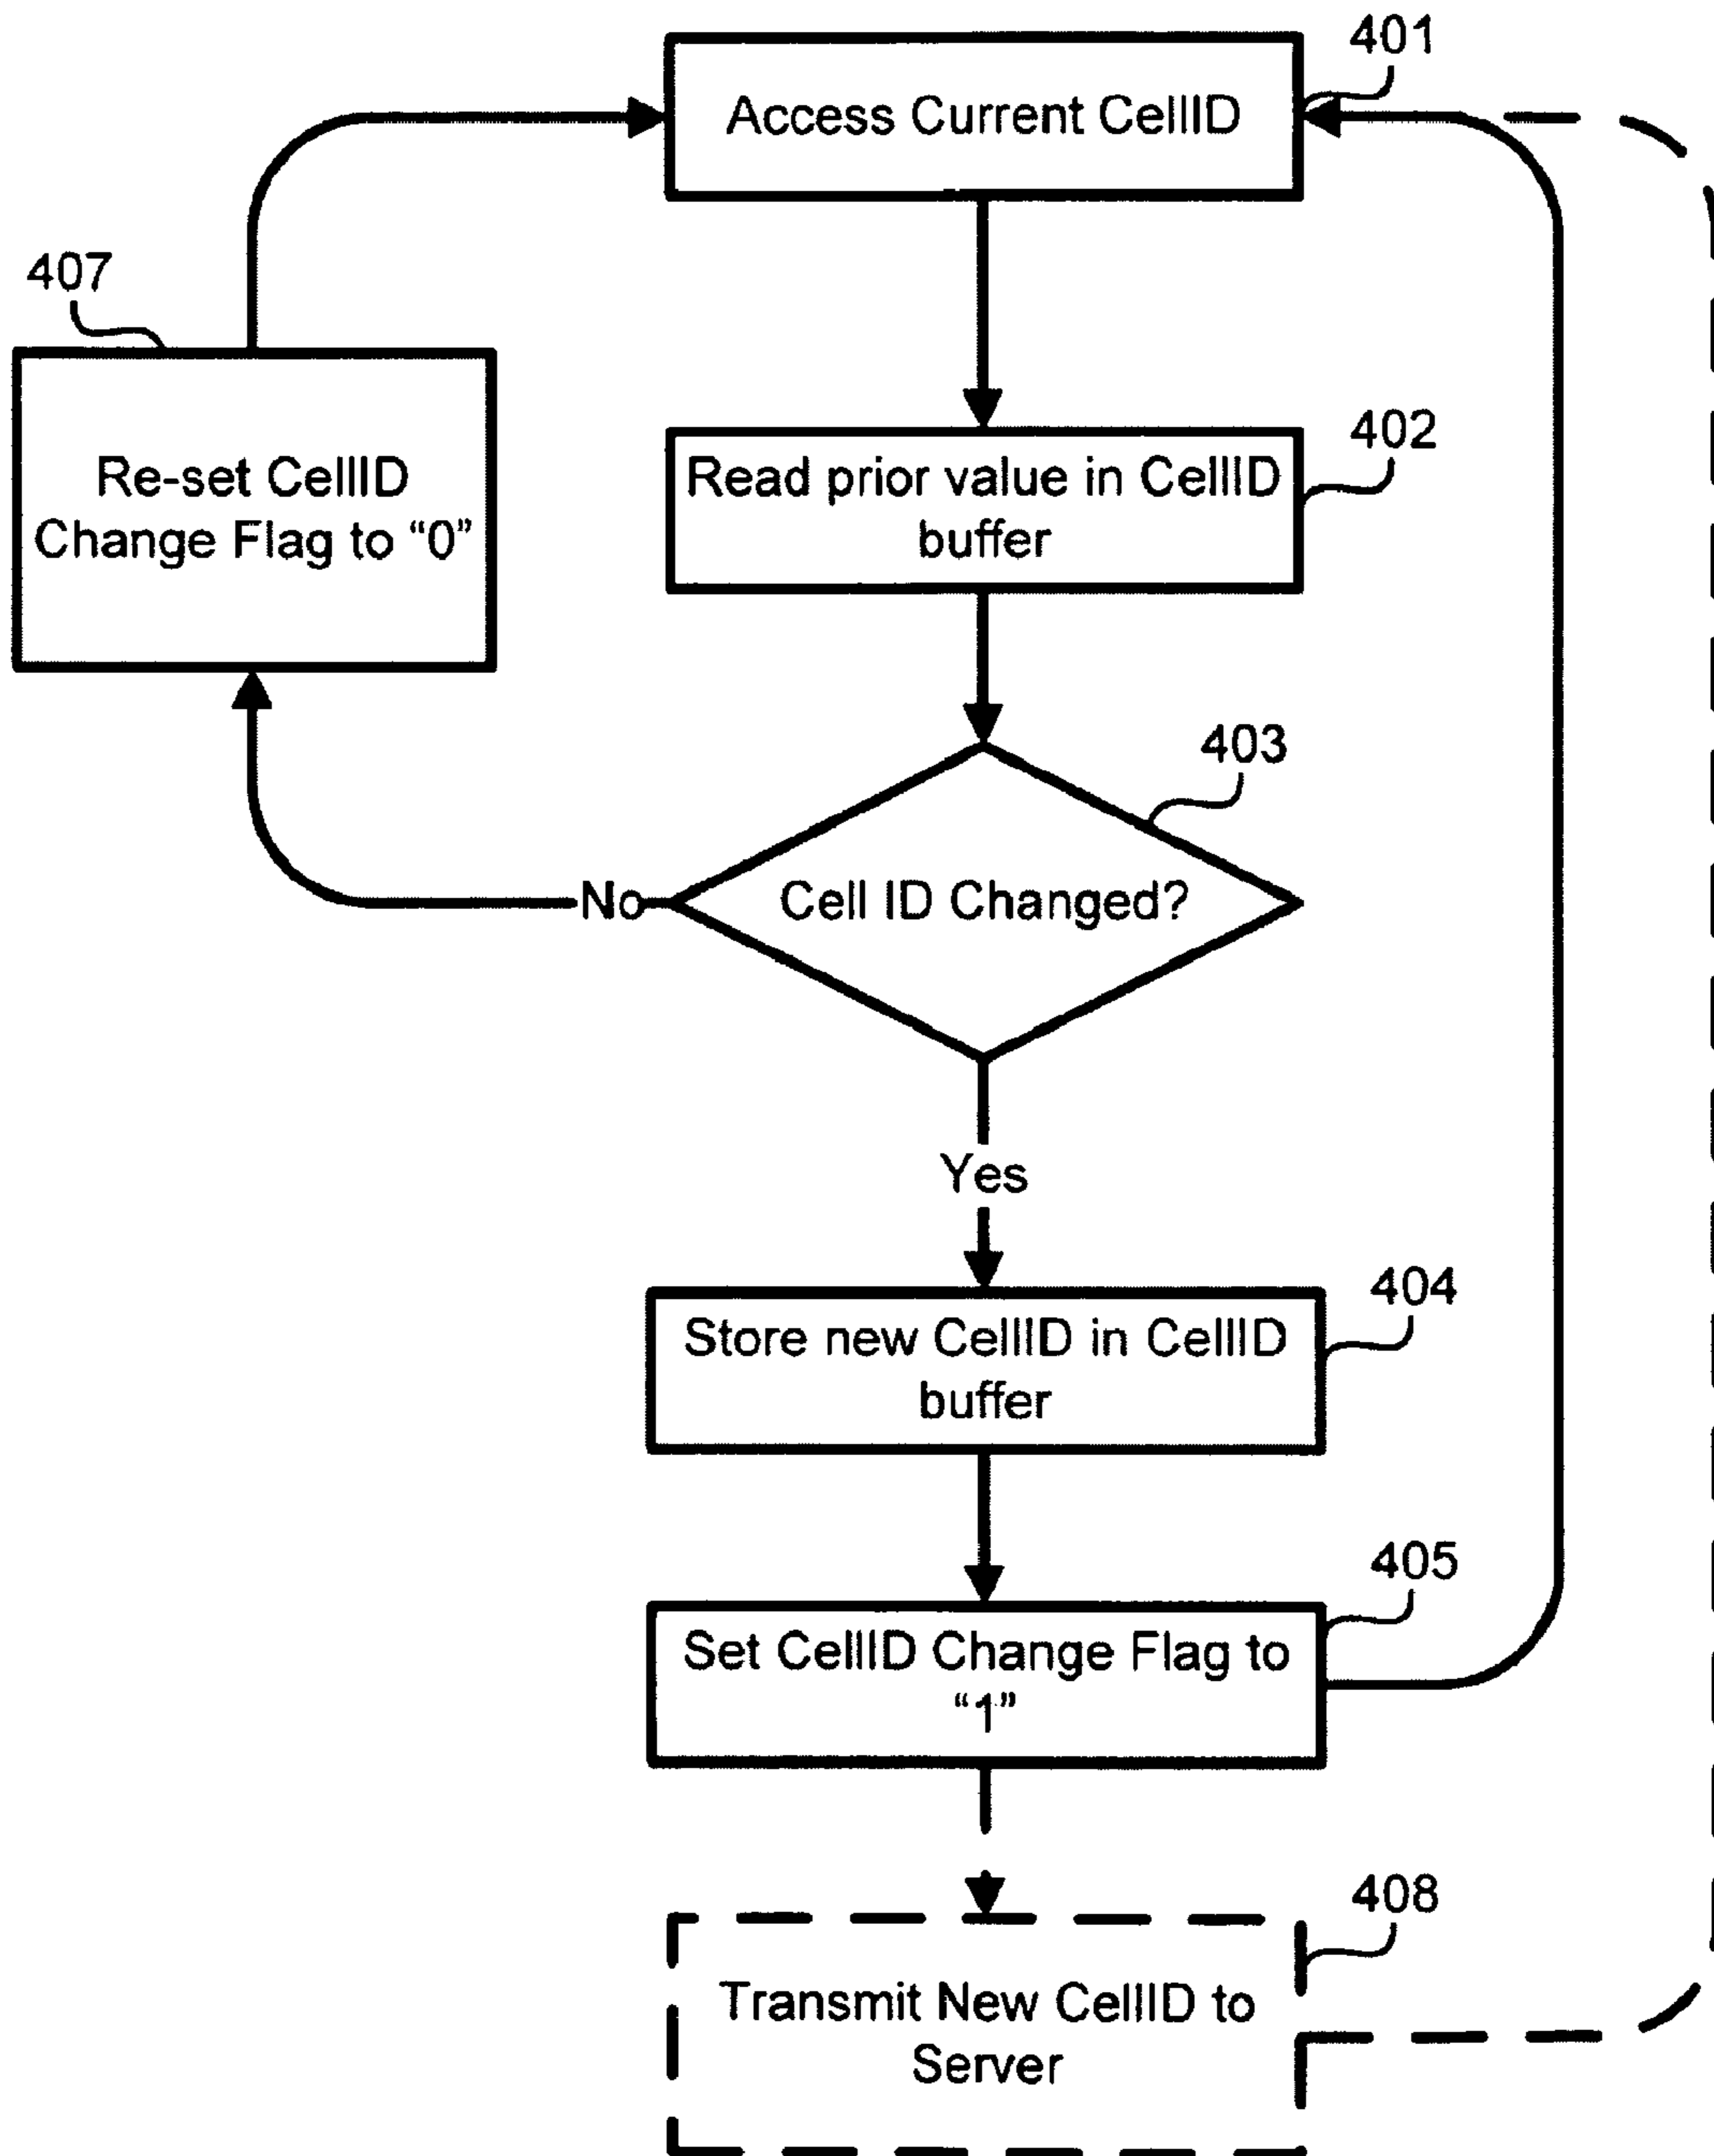 401
Access Current CellID
407
Re-set CellID
Change Flag to “0”
402
Read prior value in CellID
buffer
403
Cell ID Changed?
No
Yes
404
Store new CellID in CellID
buffer
405
Set CellID Change Flag to
“1”
408
Transmit New CellID to
Server